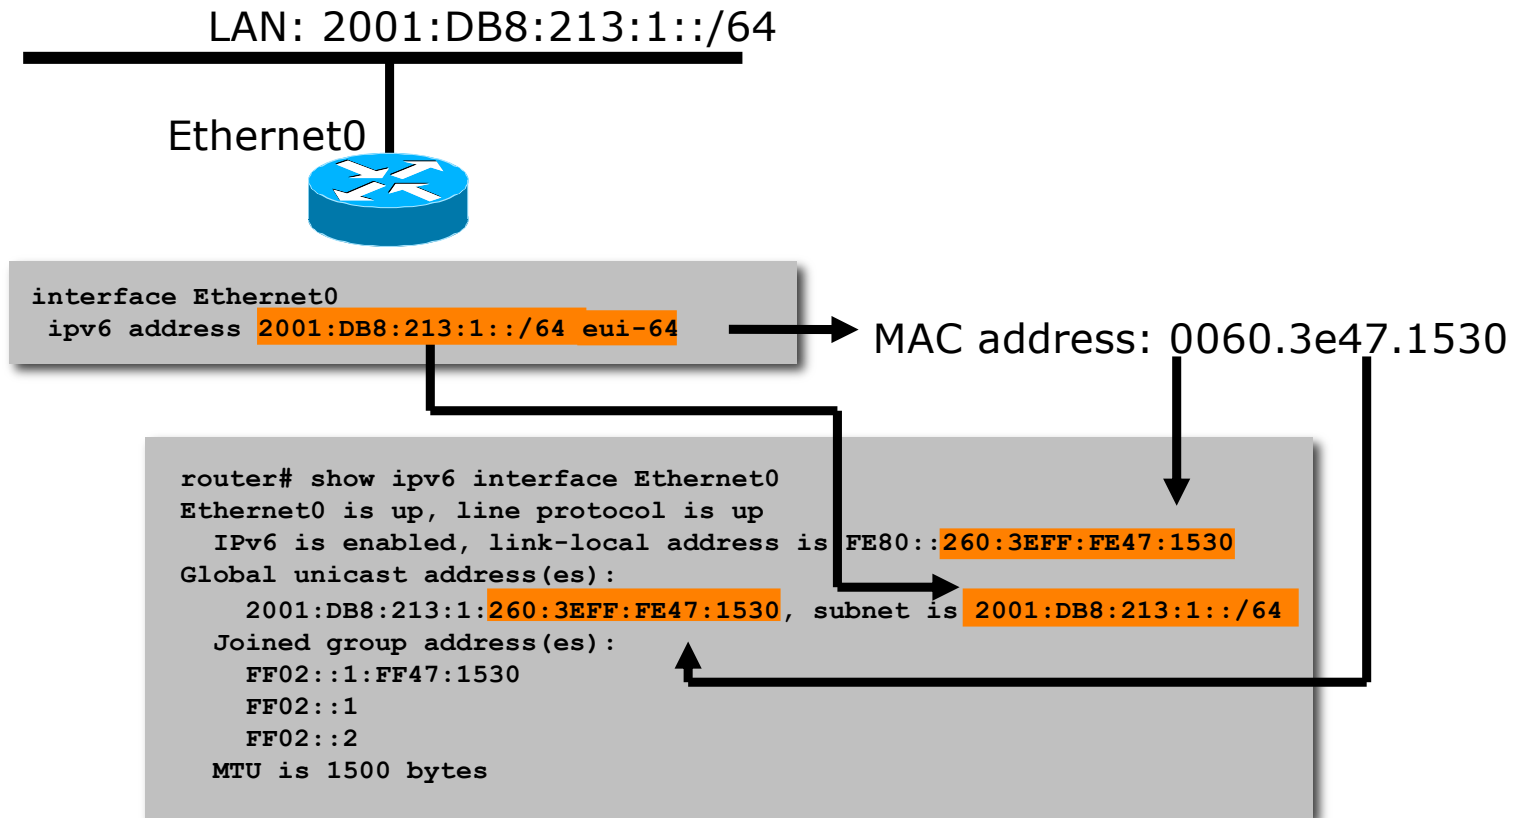 LAN: 2001:DB8:213:1::/64
Ethernet0
interface Ethernet0
ipv6 address 2001:DB8:213:1::/64 eui-64
MAC address: 0060.3e47.1530
router# show ipv6 interface Ethernet0
Ethernet0 is up, line protocol is up
IPv6 is enabled, link-local address is FE80::260:3EFF:FE47:1530
Global unicast address(es):
2001:DB8:213:1:260:3EFF:FE47:1530, subnet is 2001:DB8:213:1::/64
Joined group address(es):
FF02::1:FF47:1530
FF02::1
FF02::2
MTU is 1500 bytes